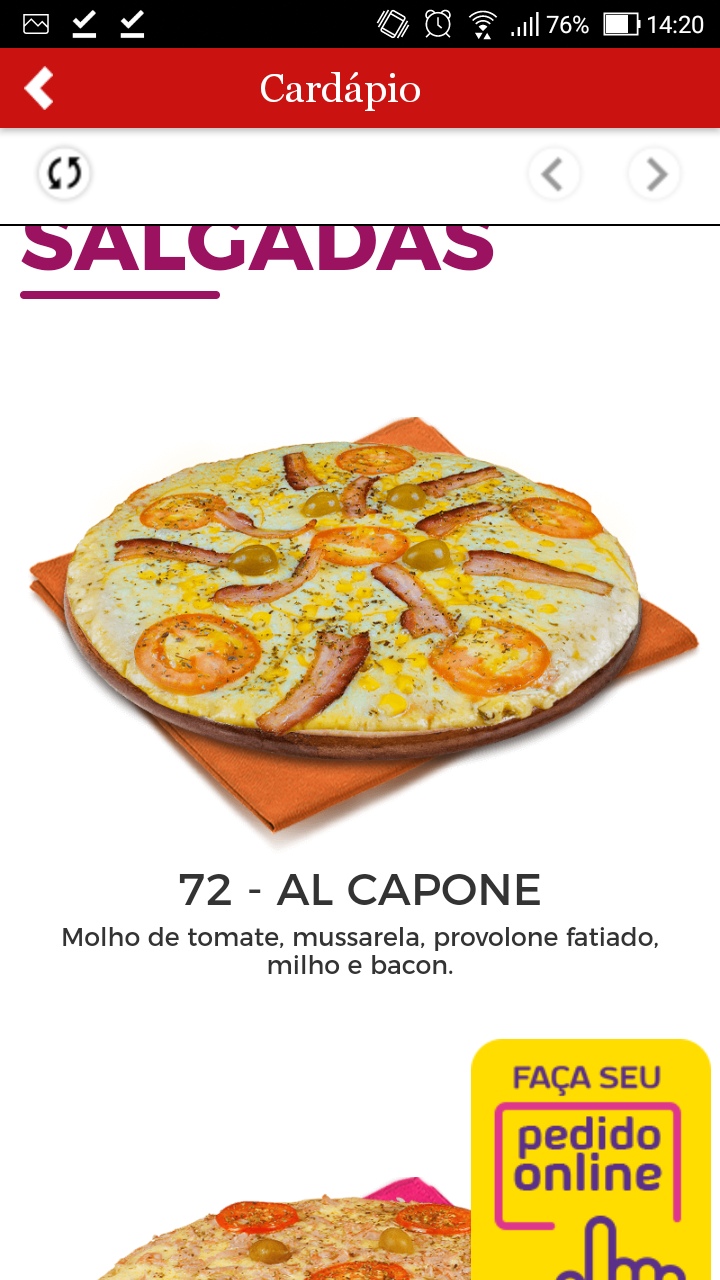 76% 14:20
Cardápio
SALGADAS
72 - AL CAPONE
Molho de tomate, mussarela, provolone fatiado,
milho e bacon.
FAÇA SEU
pedido
online